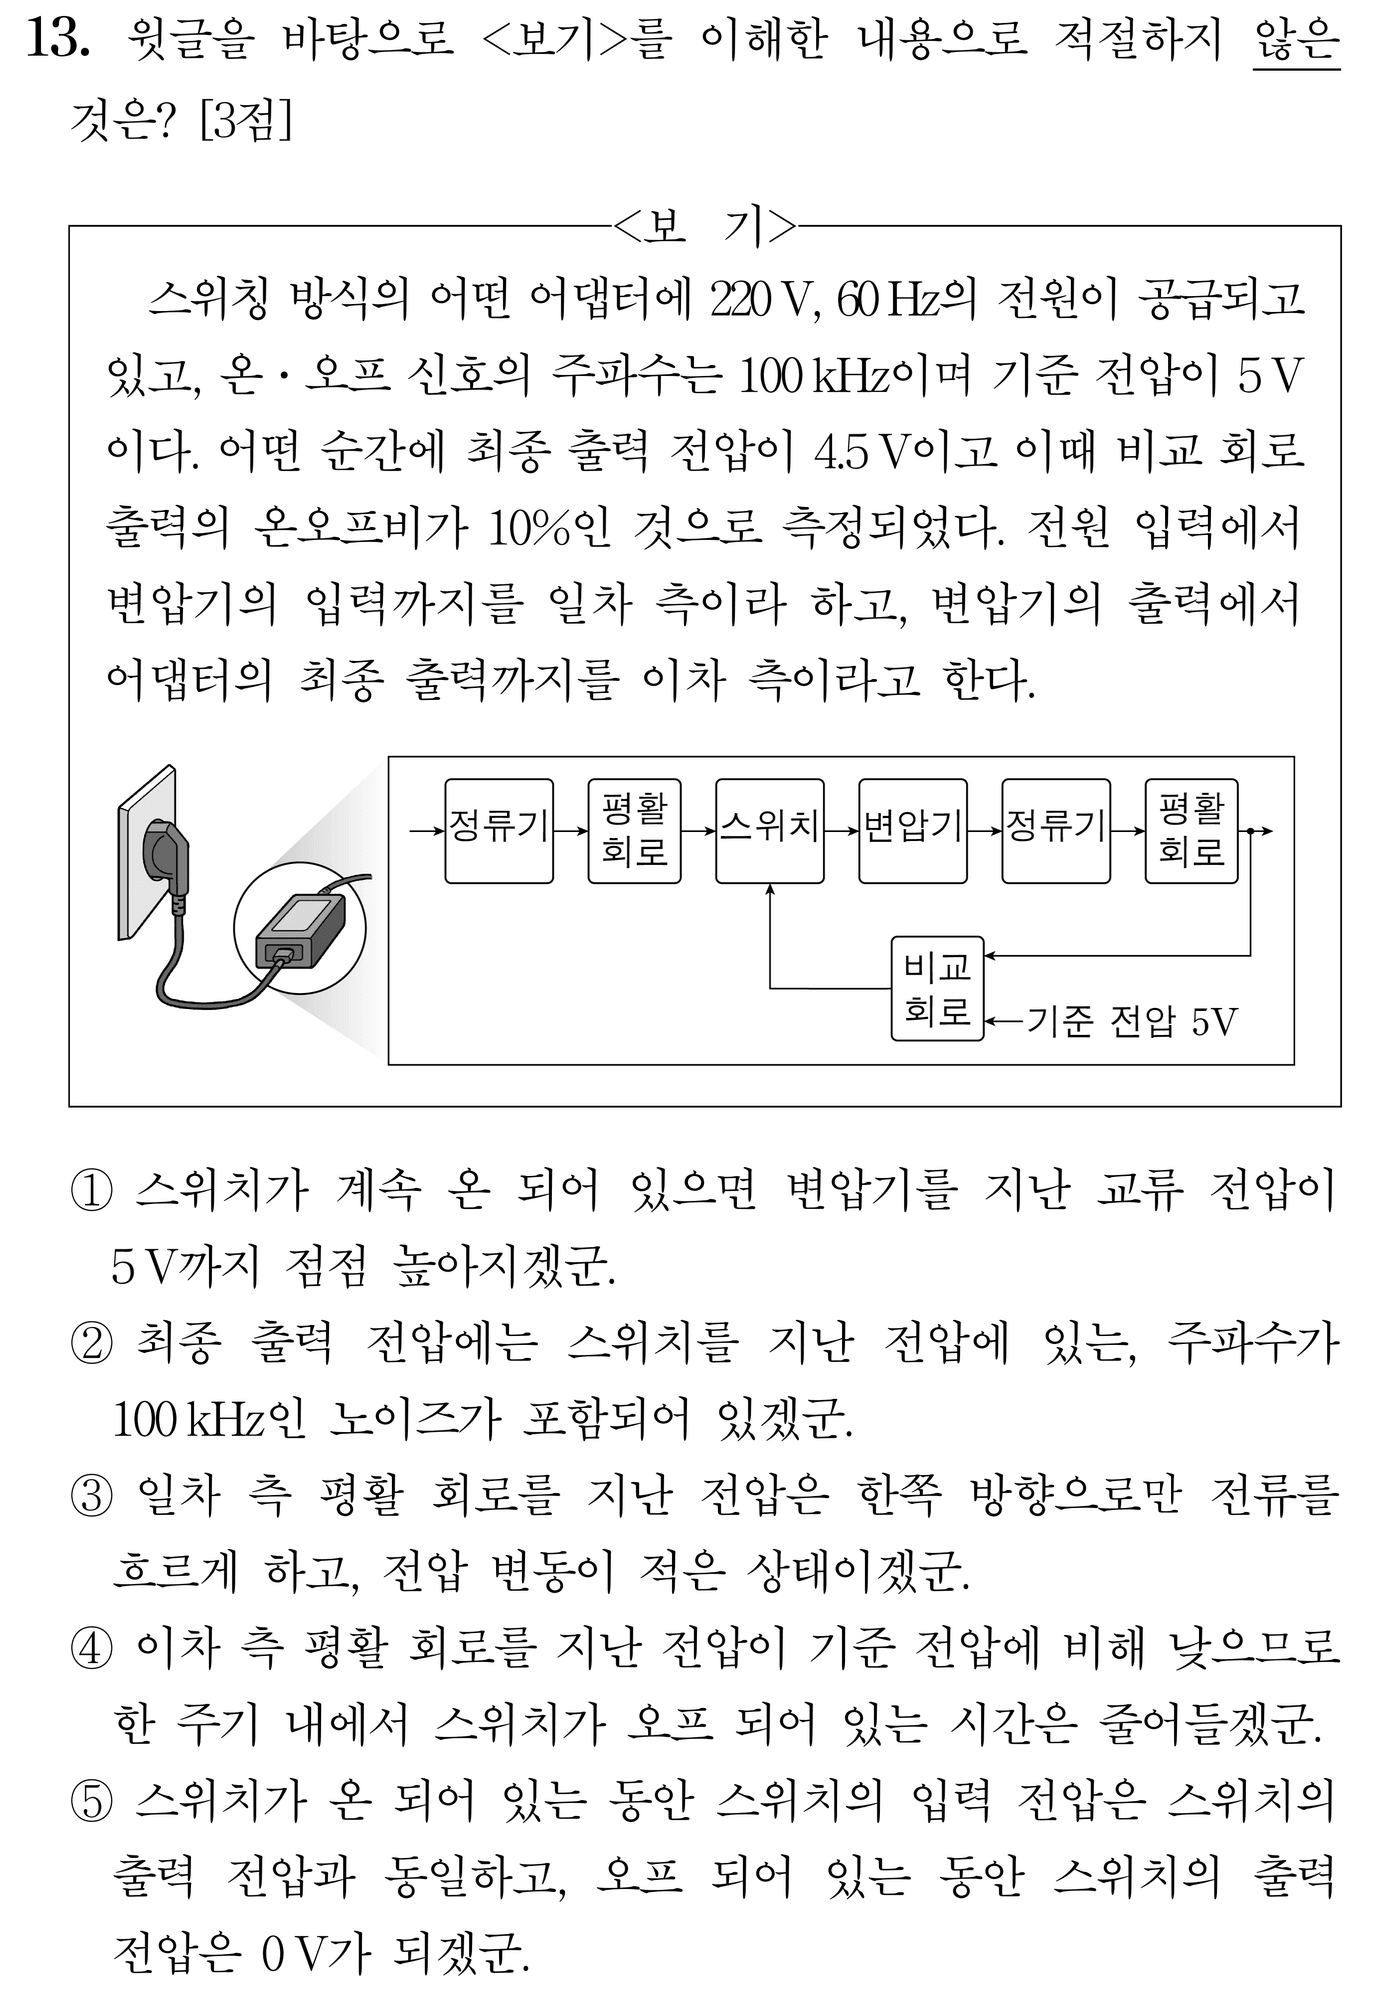 13. 윗글을 바탕으로 <보기>를 이해한 내용으로 적절하지 않은
것은? [3점]
<보 기>
스위칭 방식의 어떤 어댑터에 220 V, 60 Hz의 전원이 공급되고
있고, 온·오프 신호의 주파수는 100 kHz이며 기준 전압이 5 V
이다. 어떤 순간에 최종 출력 전압이 4.5 V이고 이때 비교 회로
출력의 온오프비가 10%인 것으로 측정되었다. 전원 입력에서
변압기의 입력까지를 일차 측이라 하고, 변압기의 출력에서
어댑터의 최종 출력까지를 이차 측이라고 한다.
정류기
평활
회로
스위치
변압기
정류기
평활
회로
비교
회로
기준 전압 5V
① 스위치가 계속 온 되어 있으면 변압기를 지난 교류 전압이
5 V까지 점점 높아지겠군.
② 최종 출력 전압에는 스위치를 지난 전압에 있는, 주파수가
100 kHz인 노이즈가 포함되어 있겠군.
③ 일차 측 평활 회로를 지난 전압은 한쪽 방향으로만 전류를
흐르게 하고, 전압 변동이 적은 상태이겠군.
④ 이차 측 평활 회로를 지난 전압이 기준 전압에 비해 낮으므로
한 주기 내에서 스위치가 오프 되어 있는 시간은 줄어들겠군.
⑤ 스위치가 온 되어 있는 동안 스위치의 입력 전압은 스위치의
출력 전압과 동일하고, 오프 되어 있는 동안 스위치의 출력
전압은 0 V가 되겠군.